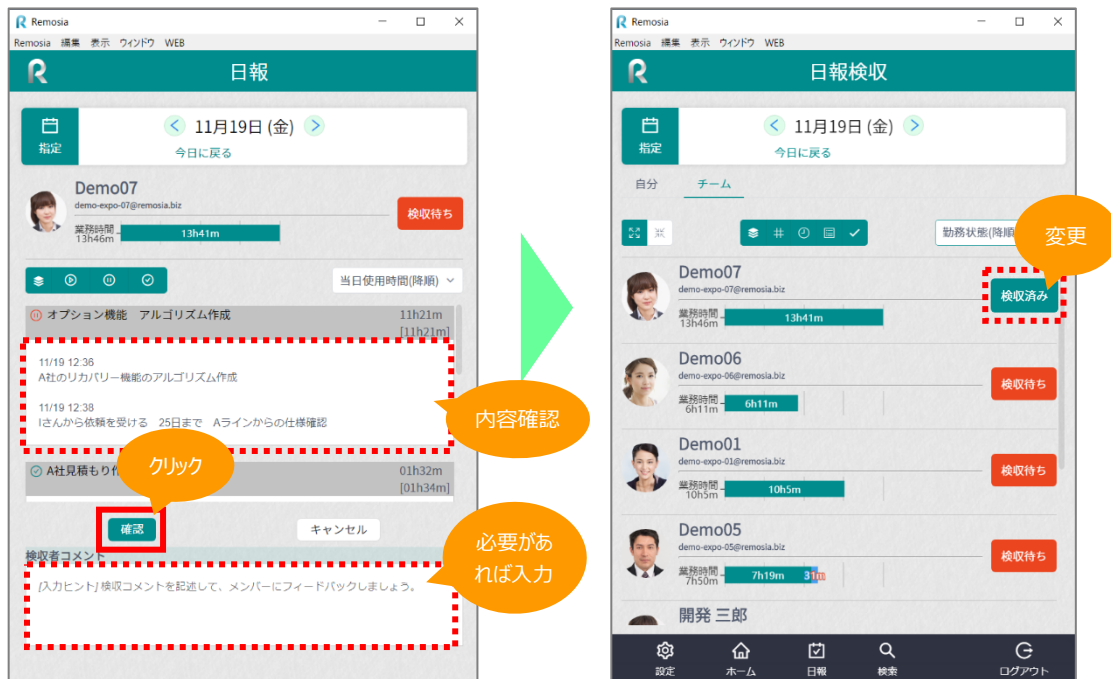 Remosia
Remosia 編集 表示 ウィンドウ WEB
R 日報
指定
11月19日 (金)
今日に戻る
Demo07
demo-expo-07@remosia.biz
業務時間
13h46m
13h41m
検収待ち
当日使用時間(降順)
オプション機能 アルゴリズム作成 11h21m
[11h21m]
11/19 12:36
A社のリカバリー機能のアルゴリズム作成
11/19 12:38
Iさんから依頼を受ける 25日まで Aラインからの仕様確認
内容確認
クリック
A社見積もり作 01h32m
[01h34m]
確認 キャンセル
検収者コメント
必要があ
れば入力
[入力ヒント] 検収コメントを記述して、メンバーにフィードバックしましょう。
Remosia
Remosia 編集 表示 ウィンドウ WEB
R 日報検収
指定
11月19日 (金)
今日に戻る
自分 チーム
勤務状態(降順
変更
Demo07
demo-expo-07@remosia.biz
業務時間
13h46m
13h41m
検収済み
Demo06
demo-expo-06@remosia.biz
業務時間
6h11m
6h11m
検収待ち
Demo01
demo-expo-01@remosia.biz
業務時間
10h5m
10h5m
検収待ち
Demo05
demo-expo-05@remosia.biz
業務時間
7h50m
7h19m 31m
検収待ち
開発 三郎
設定 ホーム 日報 検索 ログアウト